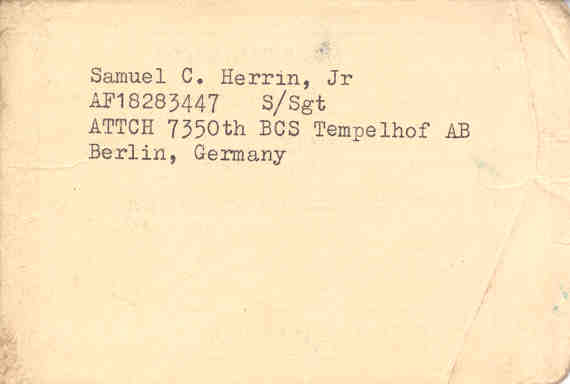 Samuel C. Herrin, Jr
AF18283447 S/Sgt
ATTCH 7350th BCS Tempelhof AB
Berlin, Germany